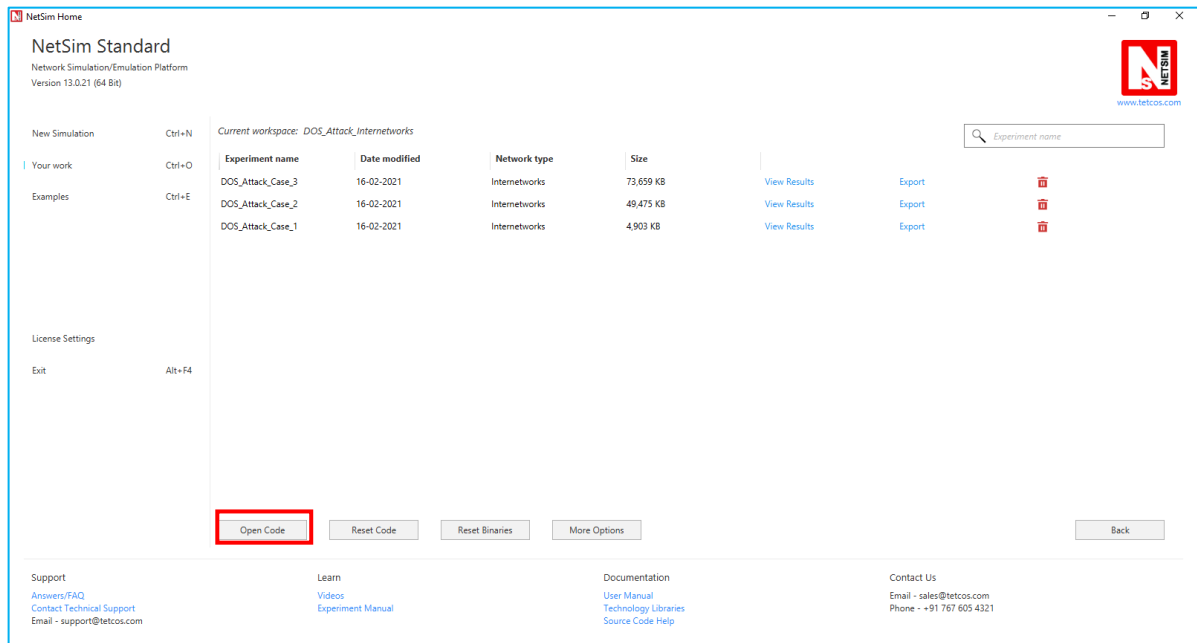 NetSim Home
NetSim Standard
Network Simulation/Emulation Platform
Version 13.0.21 (64 Bit)
NETSIM
NS
www.tetcos.com
New Simulation Ctrl+N
Your work Ctrl+O
Examples Ctrl+E
License Settings
Exit Alt+F4
Current workspace: DOS_Attack_Internetworks
Experiment name
Experiment name Date modified Network type Size
DOS_Attack_Case_3 16-02-2021 Internetworks 73,659 KB View Results Export
DOS_Attack_Case_2 16-02-2021 Internetworks 49,475 KB View Results Export
DOS_Attack_Case_1 16-02-2021 Internetworks 4,903 KB View Results Export
Open Code Reset Code Reset Binaries More Options Back
Support
Answers/FAQ
Contact Technical Support
Email - support@tetcos.com
Learn
Videos
Experiment Manual
Documentation
User Manual
Technology Libraries
Source Code Help
Contact Us
Email - sales@tetcos.com
Phone - +91 767 605 4321